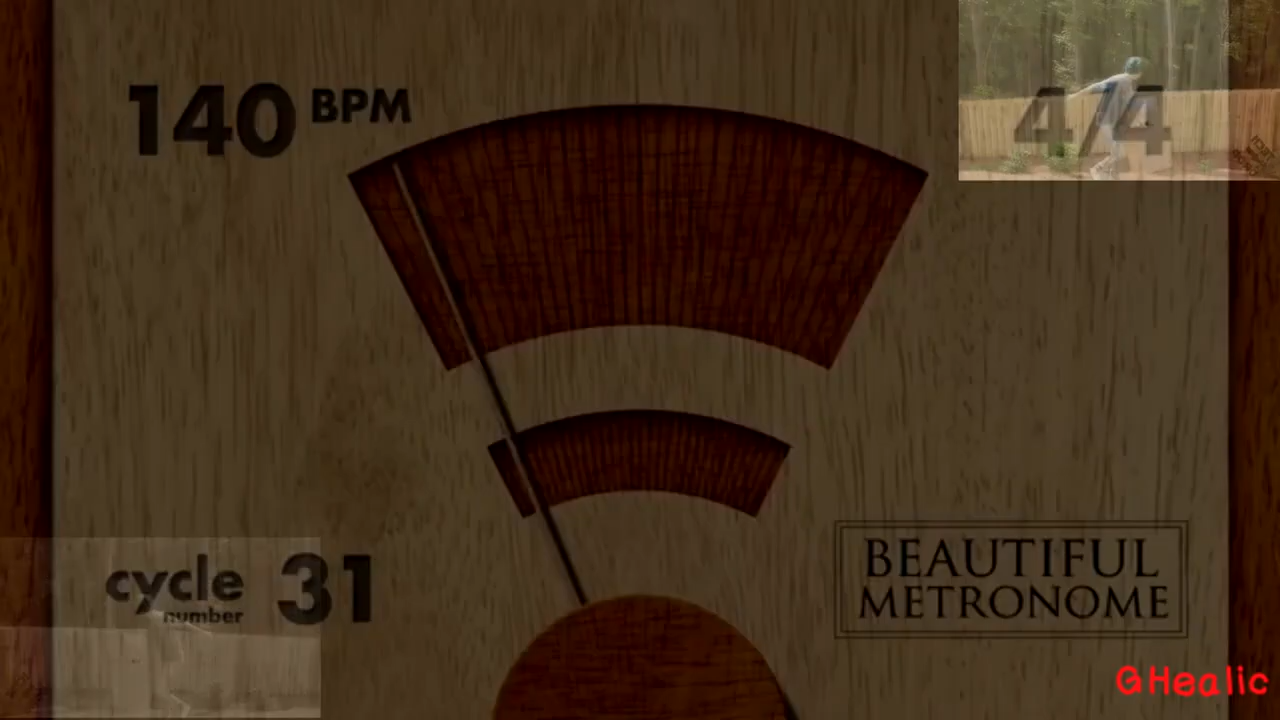 140 BPM
4/4
cycle
number
31
BEAUTIFUL
METRONOME
GHealic